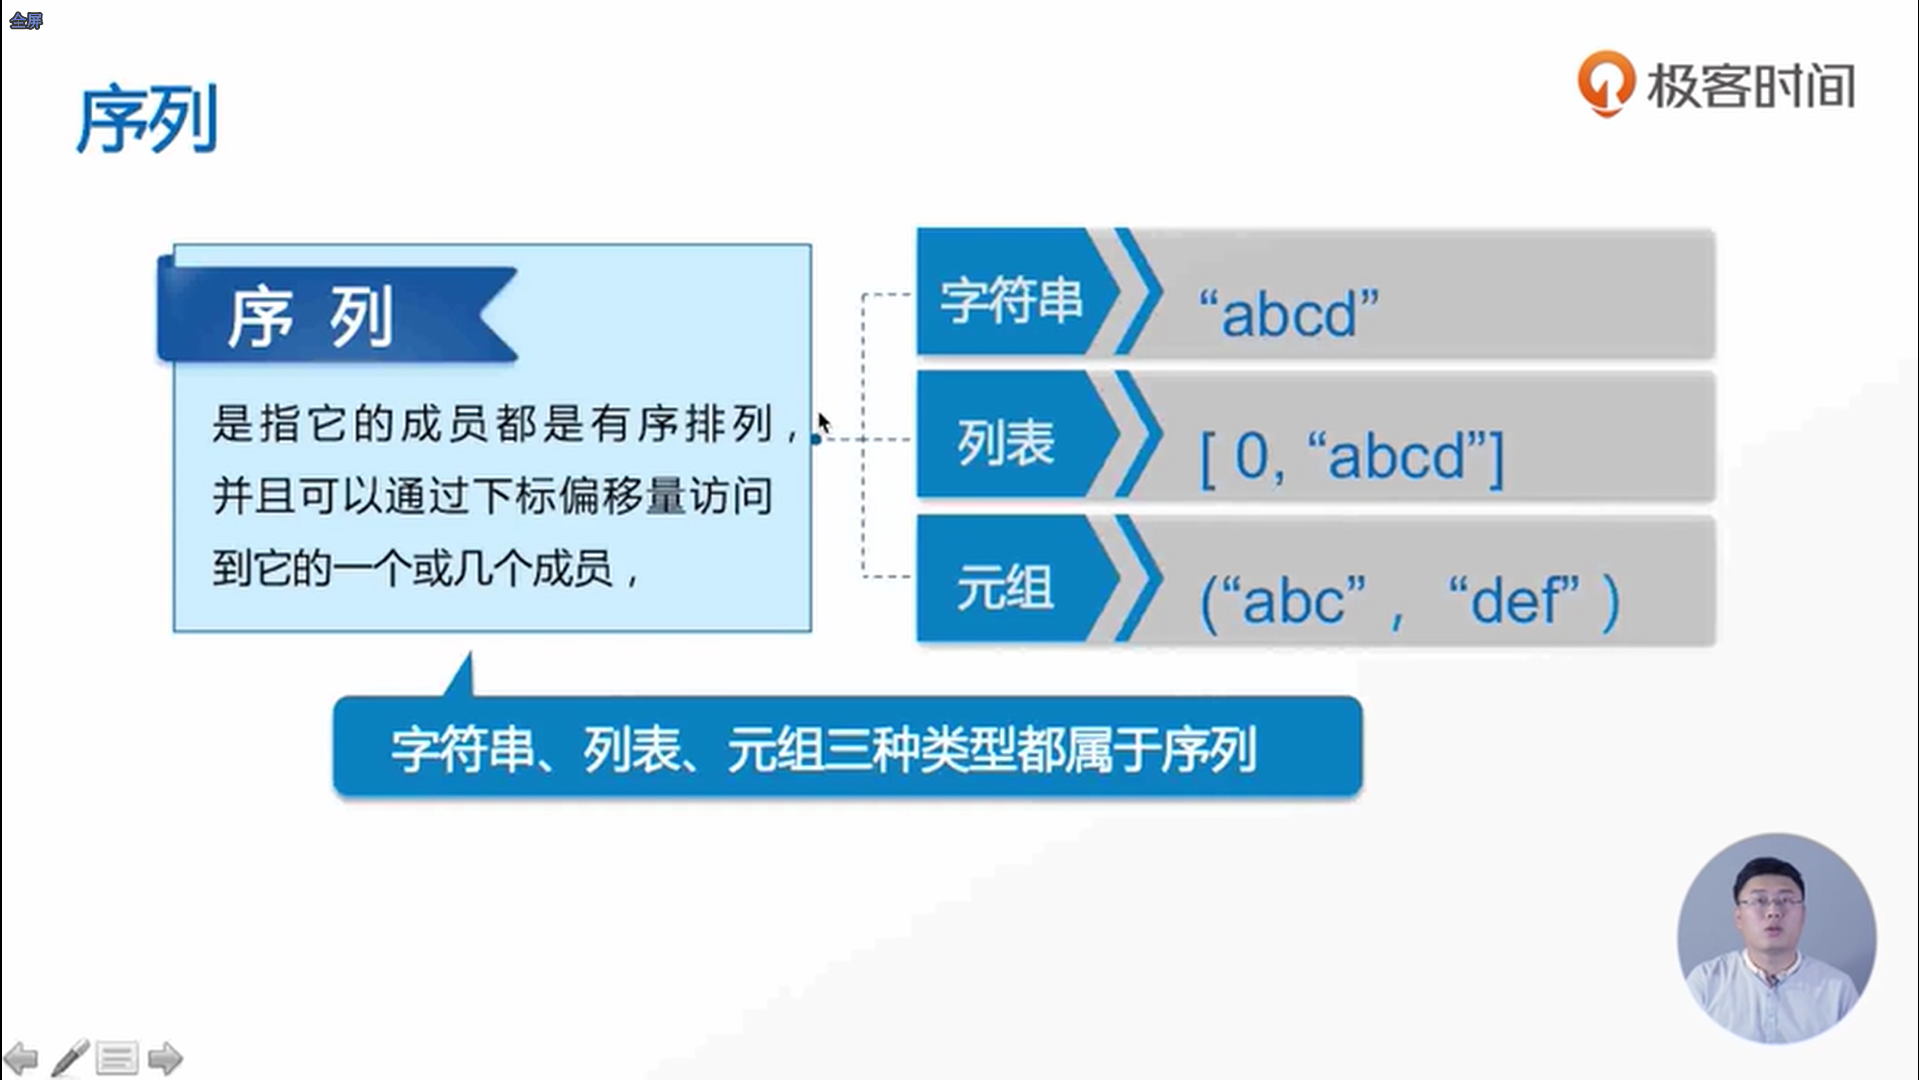 全屏
极客时间
序列
序 列
是指它的成员都是有序排列，
并且可以通过下标偏移量访问
到它的一个或几个成员，
字符串
“abcd”
列表
[ 0, “abcd”]
元组
(“abc” ， “def” )
字符串、列表、元组三种类型都属于序列